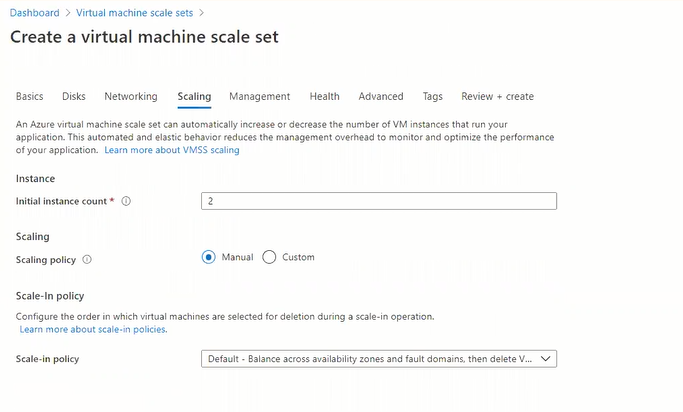 Dashboard > Virtual machine scale sets >
Create a virtual machine scale set
Basics Disks Networking Scaling Management Health Advanced Tags Review + create
An Azure virtual machine scale set can automatically increase or decrease the number of VM instances that run your
application. This automated and elastic behavior reduces the management overhead to monitor and optimize the performance
of your application. Learn more about VMSS scaling
Instance
Initial instance count * 2
Scaling
Scaling policy Manual Custom
Scale-In policy
Configure the order in which virtual machines are selected for deletion during a scale-in operation.
Learn more about scale-in policies.
Scale-in policy Default - Balance across availability zones and fault domains, then delete V...